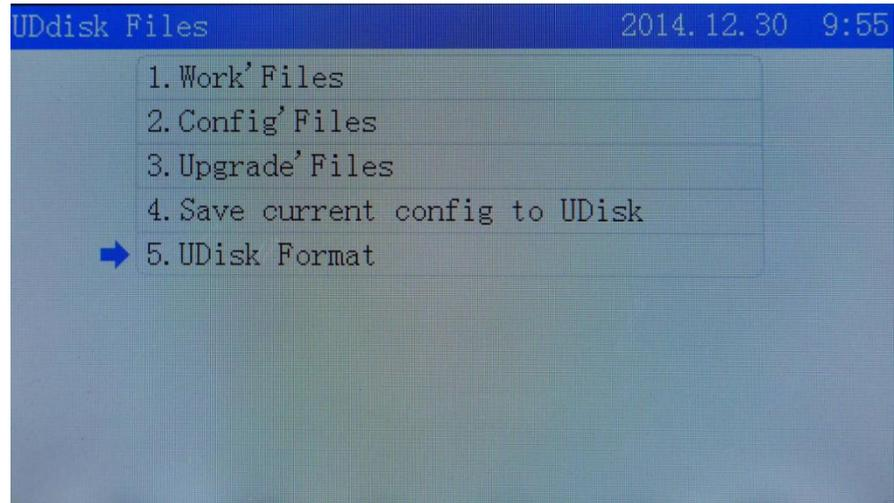 UDdisk Files 2014.12.30 9:55
1.Work'Files
2.Config'Files
3.Upgrade'Files
4.Save current config to UDisk
5.UDisk Format